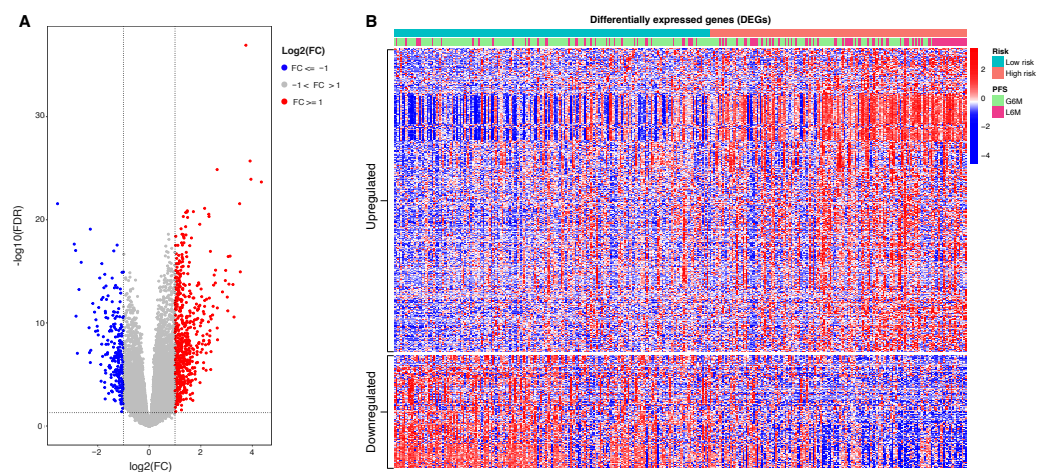 A
Log2(FC)
FC <= −1
−1 < FC > 1
FC >= 1
-log10(FDR)
30
20
10
0
−2
0
2
4
log2(FC)
B
Differentially expressed genes (DEGs)
Upregulated
Downregulated
2
0
−2
−4
Risk
Low risk
High risk
PFS
G6M
L6M